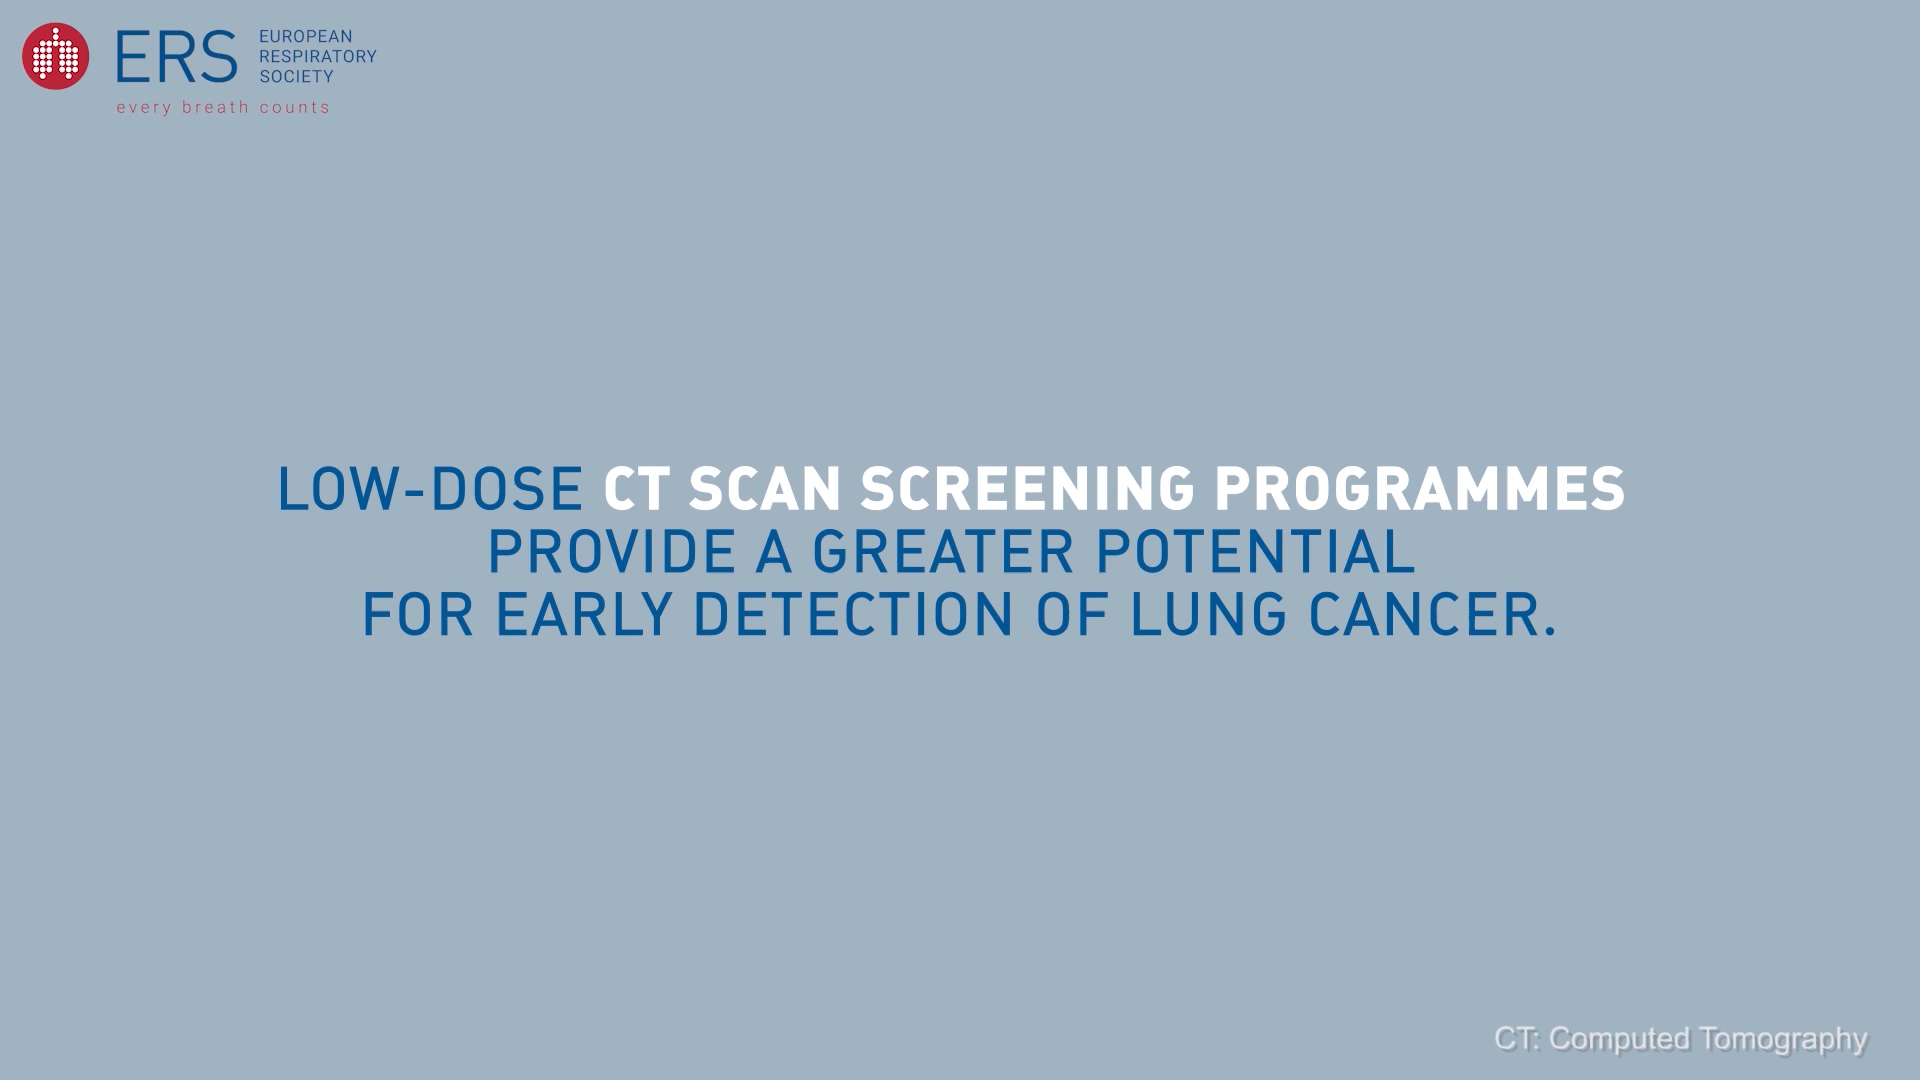 ERS
EUROPEAN
RESPIRATORY
SOCIETY
every breath counts
LOW-DOSE CT SCAN SCREENING PROGRAMMES
PROVIDE A GREATER POTENTIAL
FOR EARLY DETECTION OF LUNG CANCER.
CT: Computed Tomography